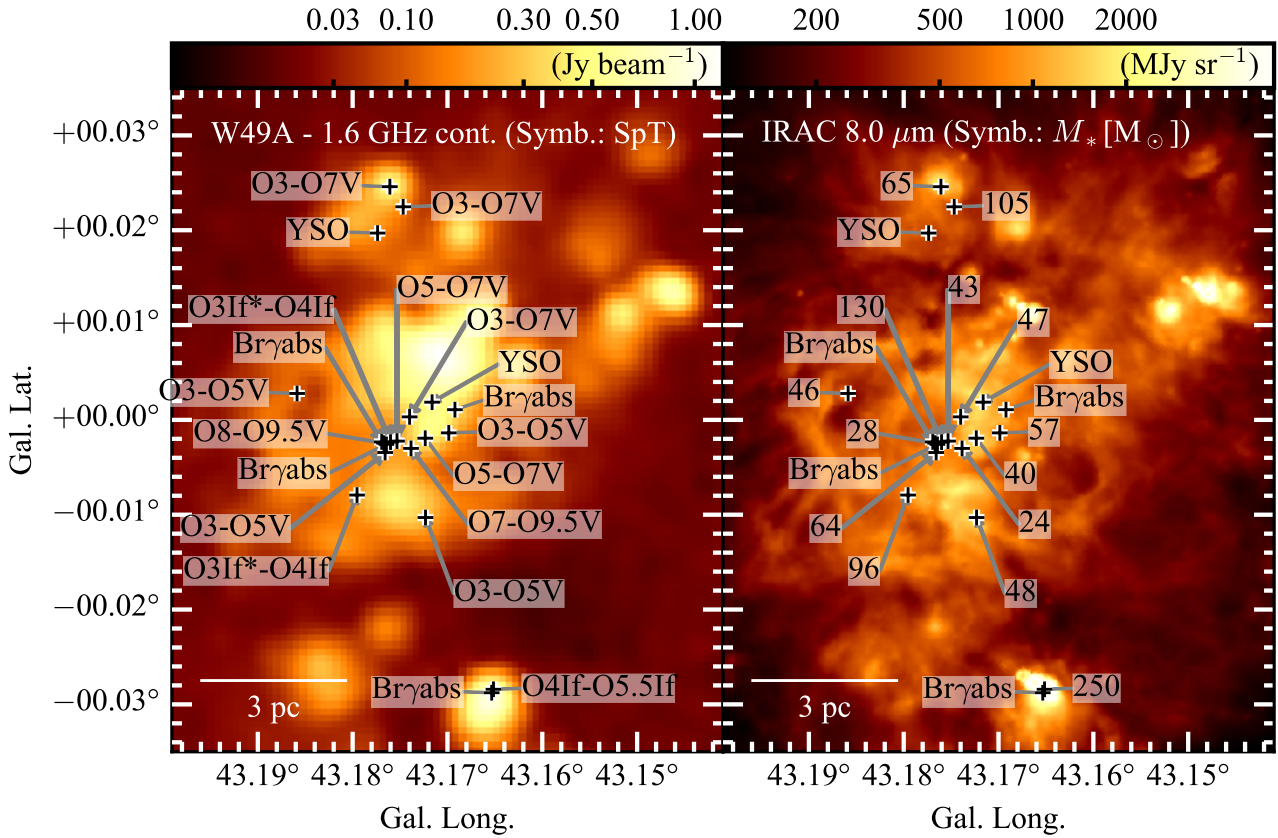 0.03 0.10 0.30 0.50 1.00
(Jy beam⁻¹)
W49A - 1.6 GHz cont. (Symb.: SpT)
+00.03°
+00.02°
+00.01°
+00.00°
−00.01°
−00.02°
−00.03°
Gal. Lat.
O3-O7V
O3-O7V
YSO
O5-O7V
O3If*-O4If
O3-O7V
Brγabs
YSO
O3-O5V
Brγabs
O8-O9.5V
O3-O5V
Brγabs
O5-O7V
O3-O5V
O7-O9.5V
O3If*-O4If
O3-O5V
Brγabs
O4If-O5.5If
3 pc
43.19° 43.18° 43.17° 43.16° 43.15°
Gal. Long.
200 500 1000 2000
(MJy sr⁻¹)
IRAC 8.0 μm (Symb.: M* [M⊙])
65
105
YSO
43
130
47
Brγabs
YSO
46
Brγabs
28
57
Brγabs
40
64
24
96
48
Brγabs
250
3 pc
43.19° 43.18° 43.17° 43.16° 43.15°
Gal. Long.